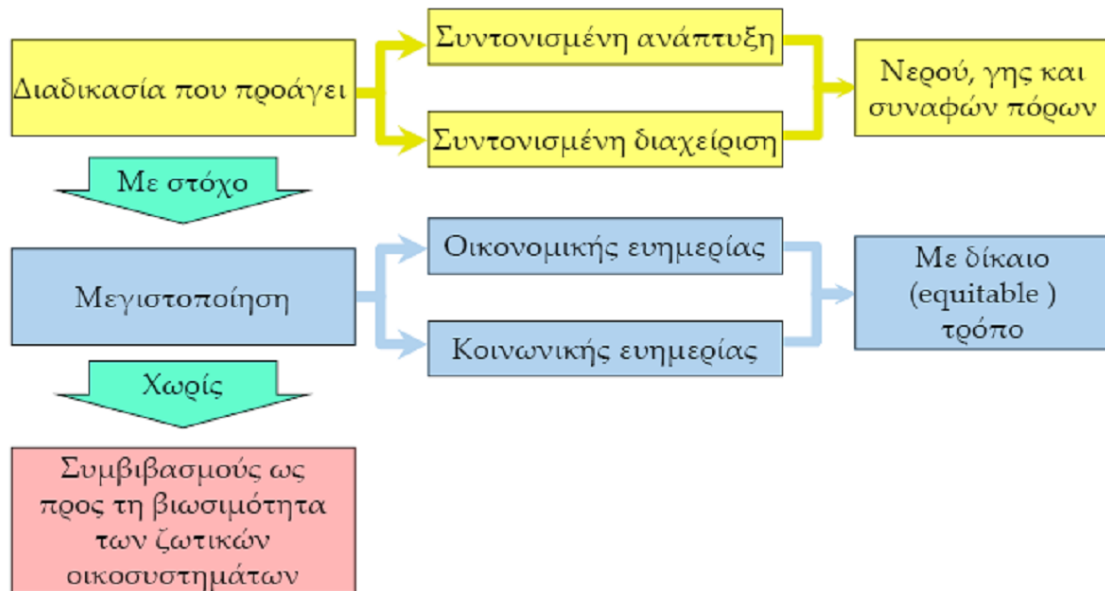 Διαδικασία που προάγει
Συντονισμένη ανάπτυξη
Συντονισμένη διαχείριση
Νερού, γης και
συναφών πόρων
Με στόχο
Μεγιστοποίηση
Οικονομικής ευημερίας
Κοινωνικής ευημερίας
Με δίκαιο
(equitable )
τρόπο
Χωρίς
Συμβιβασμούς ως
προς τη βιωσιμότητα
των ζωτικών
οικοσυστημάτων